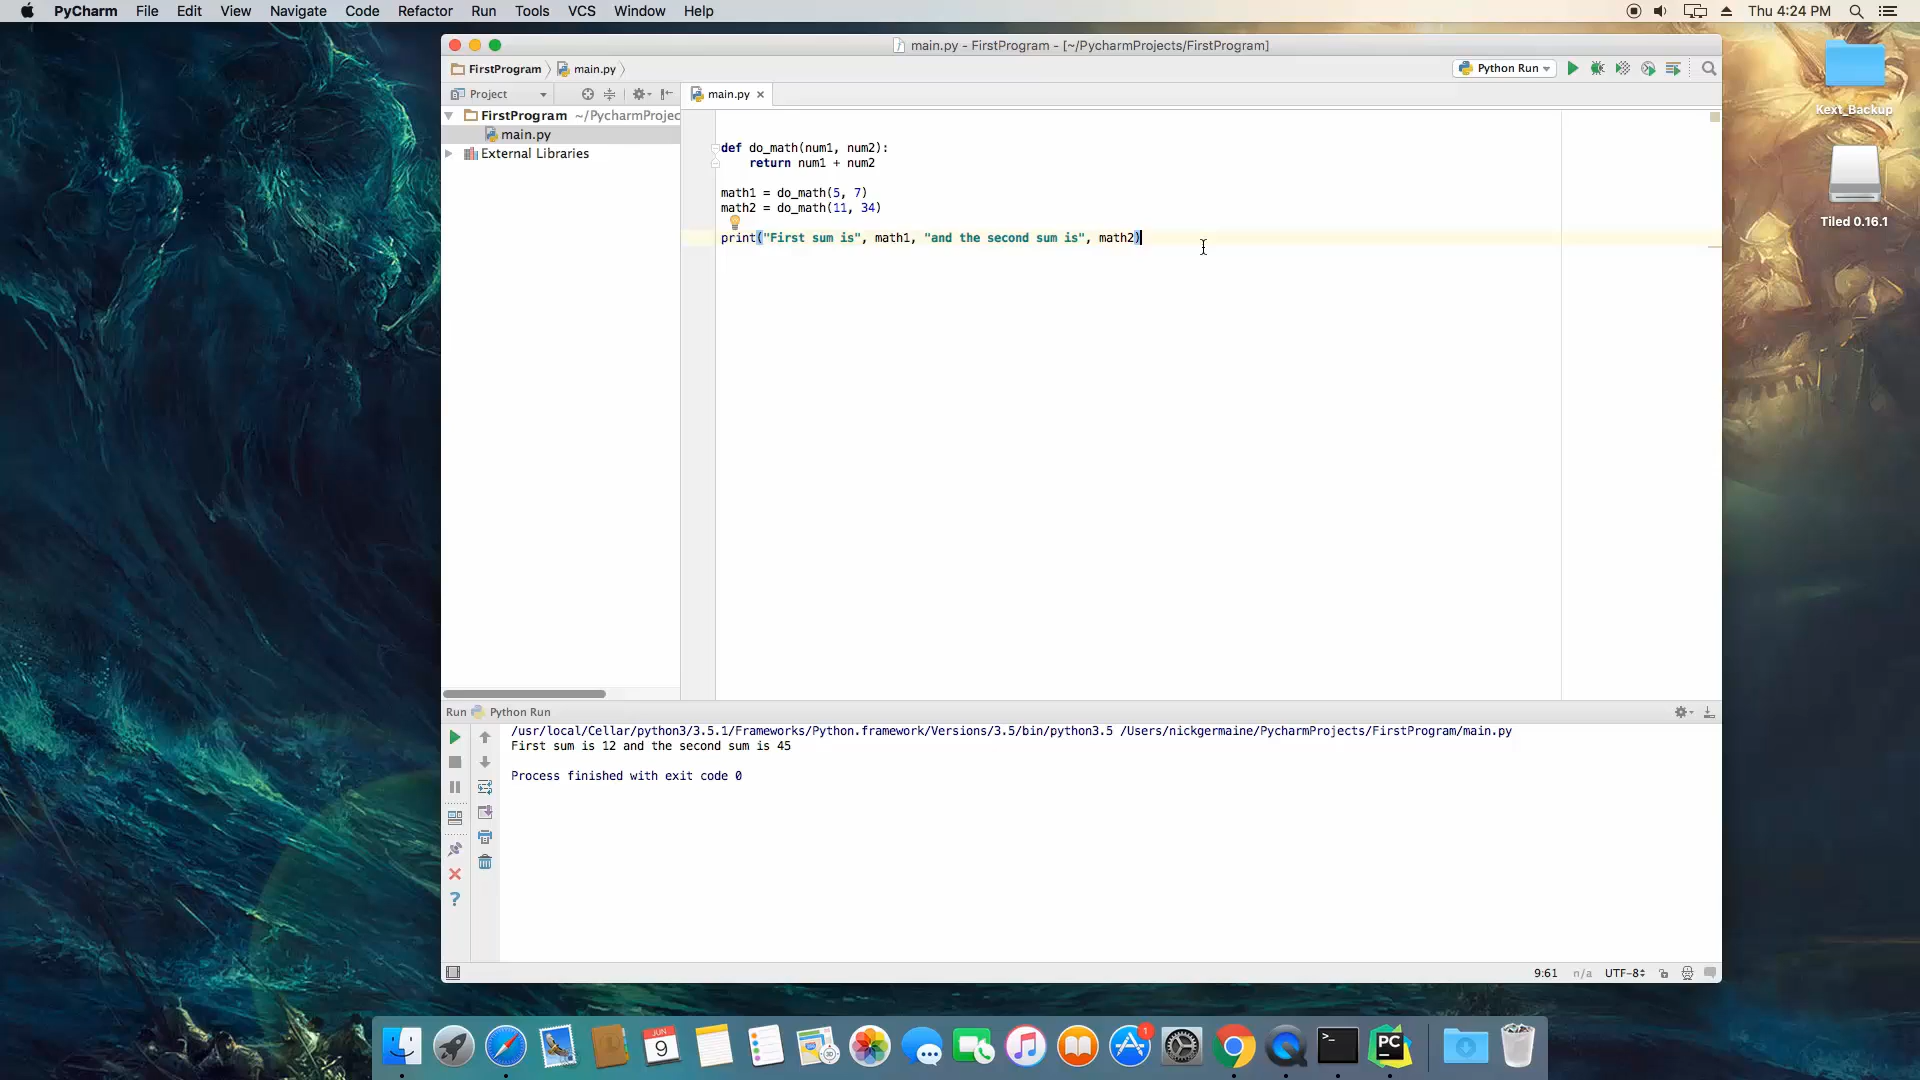 PyCharm File Edit View Navigate Code Refactor Run Tools VCS Window Help Thu 4:24 PM
main.py - FirstProgram - [~/PycharmProjects/FirstProgram]
FirstProgram main.py Python Run
Project main.py
FirstProgram ~/PycharmProjec
main.py
External Libraries
def do_math(num1, num2):
return num1 + num2
math1 = do_math(5, 7)
math2 = do_math(11, 34)
print("First sum is", math1, "and the second sum is", math2)
Run Python Run
/usr/local/Cellar/python3/3.5.1/Frameworks/Python.framework/Versions/3.5/bin/python3.5 /Users/nickgermaine/PycharmProjects/FirstProgram/main.py
First sum is 12 and the second sum is 45
Process finished with exit code 0
9:61 n/a UTF-8
Kext_Backup
Tiled 0.16.1
JUN
9
3D
1
>_
PC